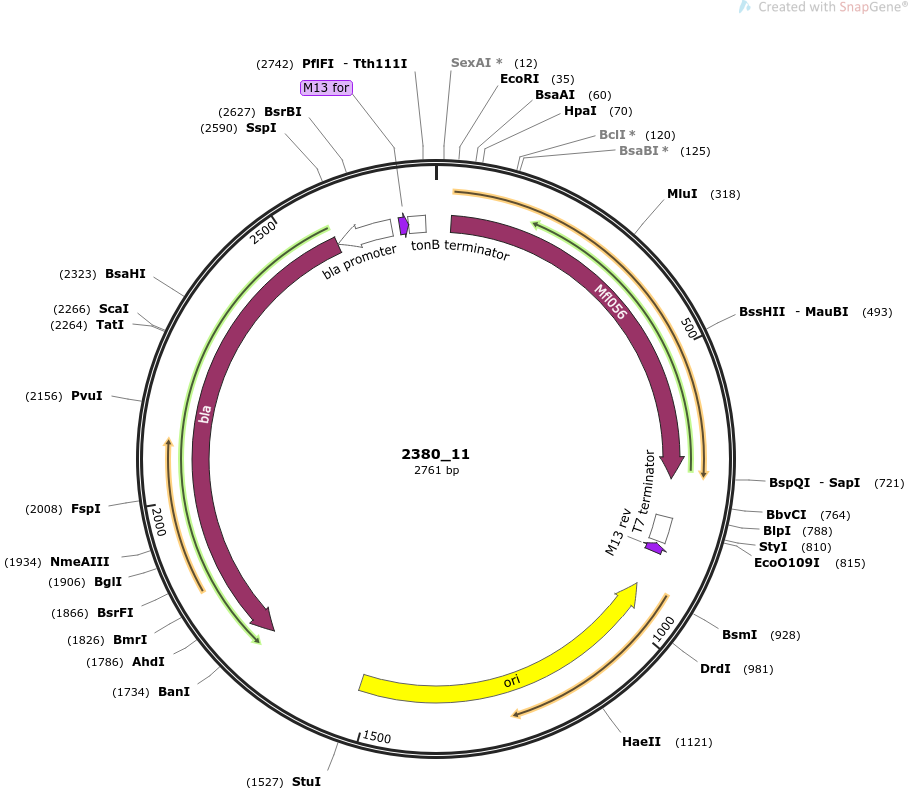 Created with SnapGene®
(2742) PflFI - Tth111I
M13 for
(2627) BsrBI
(2590) SspI
SexAI * (12)
EcoRI (35)
BsaAI (60)
HpaI (70)
BclI * (120)
BsaBI * (125)
MluI (318)
BssHII - MauBI (493)
BspQI - SapI (721)
BbvCI (764)
BlpI (788)
StyI (810)
EcoO109I (815)
BsmI (928)
DrdI (981)
HaeII (1121)
(1527) StuI
(1734) BanI
(1786) AhdI
(1826) BmrI
(1866) BsrFI
(1906) BglI
(1934) NmeAIII
(2008) FspI
(2156) PvuI
(2264) TatI
(2266) ScaI
(2323) BsaHI
500
1000
1500
2000
2500
bla promoter
tonB terminator
Mfl056
T7 terminator
M13 rev
ori
bla
2380_11
2761 bp